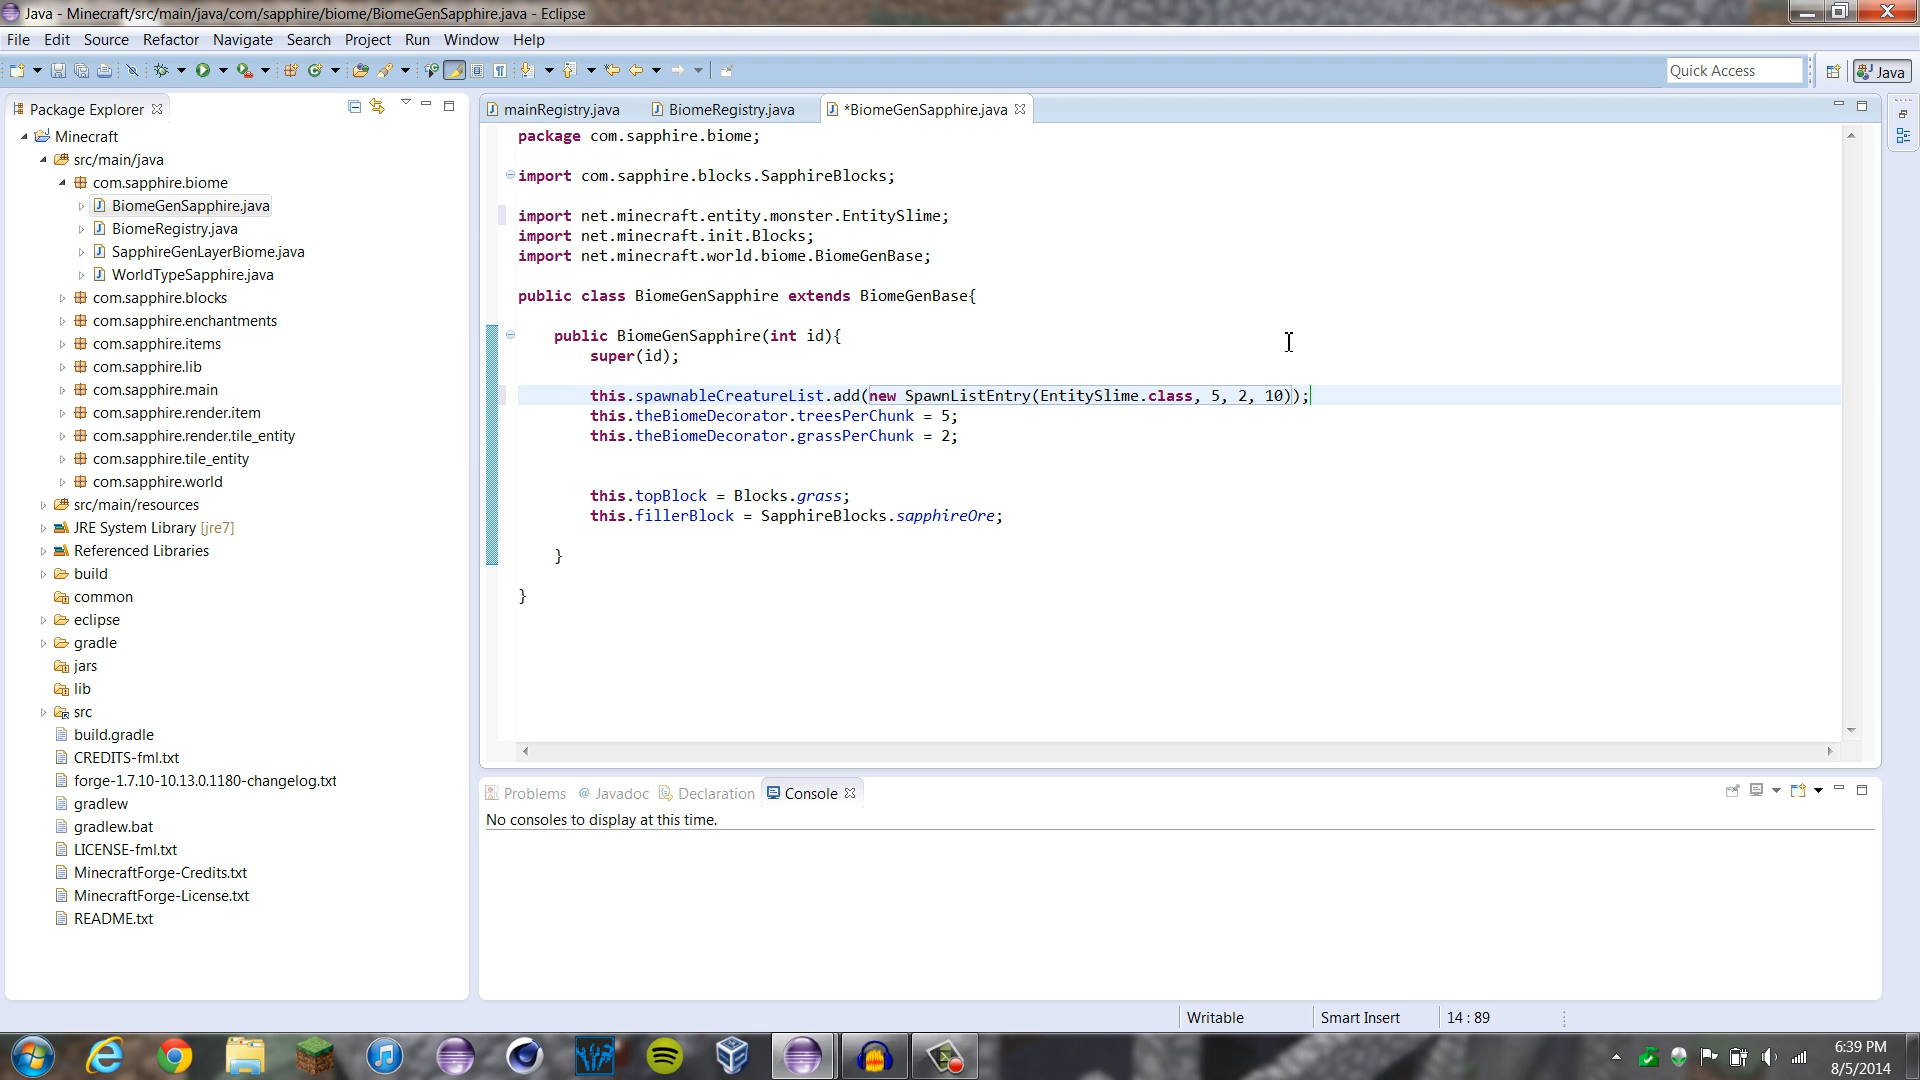 Java - Minecraft/src/main/java/com/sapphire/biome/BiomeGenSapphire.java - Eclipse
File Edit Source Refactor Navigate Search Project Run Window Help
Quick Access
Java
Package Explorer
Minecraft
src/main/java
com.sapphire.biome
BiomeGenSapphire.java
BiomeRegistry.java
SapphireGenLayerBiome.java
WorldTypeSapphire.java
com.sapphire.blocks
com.sapphire.enchantments
com.sapphire.items
com.sapphire.lib
com.sapphire.main
com.sapphire.render.item
com.sapphire.render.tile_entity
com.sapphire.tile_entity
com.sapphire.world
src/main/resources
JRE System Library [jre7]
Referenced Libraries
build
common
eclipse
gradle
jars
lib
src
build.gradle
CREDITS-fml.txt
forge-1.7.10-10.13.0.1180-changelog.txt
gradlew
gradlew.bat
LICENSE-fml.txt
MinecraftForge-Credits.txt
MinecraftForge-License.txt
README.txt
mainRegistry.java BiomeRegistry.java *BiomeGenSapphire.java
package com.sapphire.biome;
import com.sapphire.blocks.SapphireBlocks;
import net.minecraft.entity.monster.EntitySlime;
import net.minecraft.init.Blocks;
import net.minecraft.world.biome.BiomeGenBase;
public class BiomeGenSapphire extends BiomeGenBase{
public BiomeGenSapphire(int id){
super(id);
this.spawnableCreatureList.add(new SpawnListEntry(EntitySlime.class, 5, 2, 10));
this.theBiomeDecorator.treesPerChunk = 5;
this.theBiomeDecorator.grassPerChunk = 2;
this.topBlock = Blocks.grass;
this.fillerBlock = SapphireBlocks.sapphireOre;
}
}
Problems @ Javadoc Declaration Console
No consoles to display at this time.
Writable Smart Insert 14 : 89
6:39 PM
8/5/2014